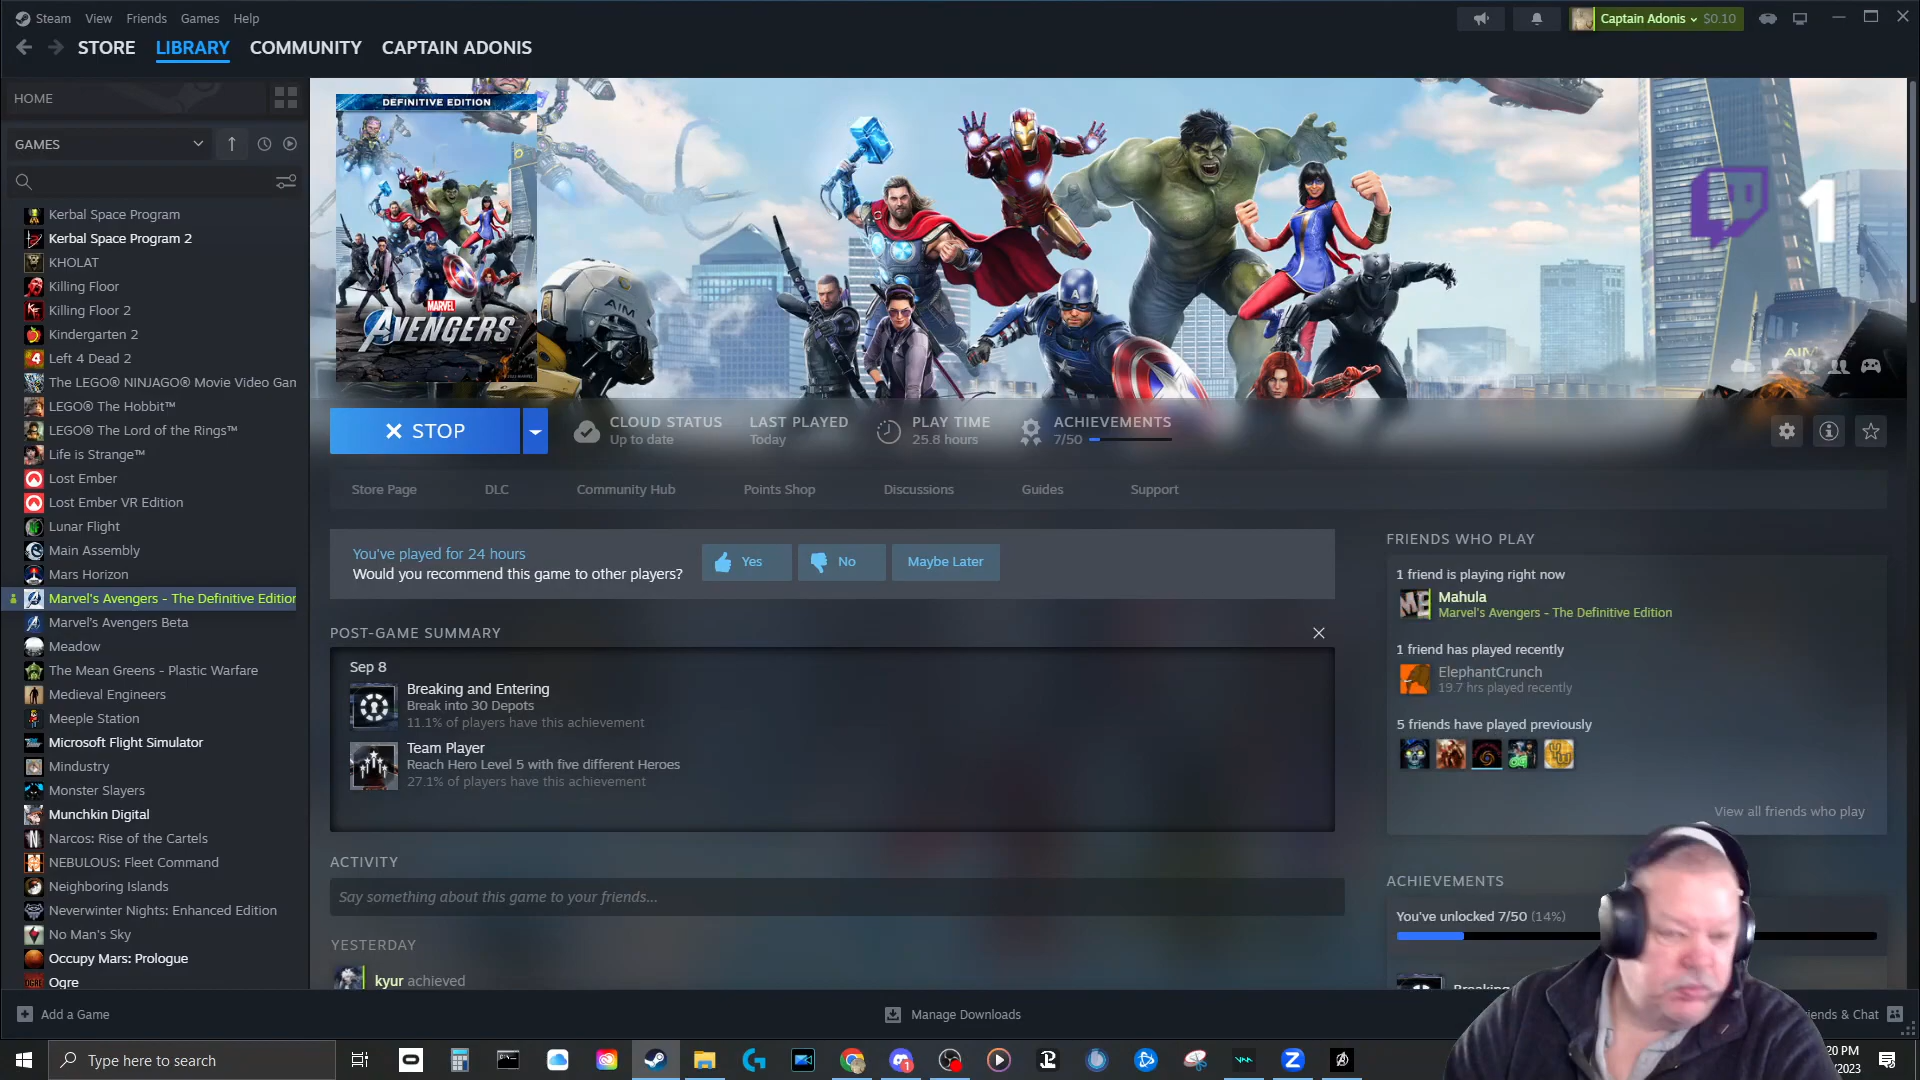 Steam View Friends Games Help
Captain Adonis $0.10
STORE LIBRARY COMMUNITY CAPTAIN ADONIS
HOME
GAMES
Kerbal Space Program
Kerbal Space Program 2
KHOLAT
Killing Floor
Killing Floor 2
Kindergarten 2
Left 4 Dead 2
The LEGO® NINJAGO® Movie Video Gan
LEGO® The Hobbit™
LEGO® The Lord of the Rings™
Life is Strange™
Lost Ember
Lost Ember VR Edition
Lunar Flight
Main Assembly
Mars Horizon
Marvel's Avengers - The Definitive Edition
Marvel's Avengers Beta
Meadow
The Mean Greens - Plastic Warfare
Medieval Engineers
Meeple Station
Microsoft Flight Simulator
Mindustry
Monster Slayers
Munchkin Digital
Narcos: Rise of the Cartels
NEBULOUS: Fleet Command
Neighboring Islands
Neverwinter Nights: Enhanced Edition
No Man's Sky
Occupy Mars: Prologue
Ogre
DEFINITIVE EDITION
MARVEL
AVENGERS
AIM
1
AIM
STOP
CLOUD STATUS
Up to date
LAST PLAYED
Today
PLAY TIME
25.8 hours
ACHIEVEMENTS
7/50
Store Page DLC Community Hub Points Shop Discussions Guides Support
You've played for 24 hours
Would you recommend this game to other players?
Yes No Maybe Later
POST-GAME SUMMARY
Sep 8
Breaking and Entering
Break into 30 Depots
11.1% of players have this achievement
Team Player
Reach Hero Level 5 with five different Heroes
27.1% of players have this achievement
ACTIVITY
Say something about this game to your friends...
YESTERDAY
kyur achieved
FRIENDS WHO PLAY
1 friend is playing right now
Mahula
Marvel's Avengers - The Definitive Edition
1 friend has played recently
ElephantCrunch
19.7 hrs played recently
5 friends have played previously
View all friends who play
ACHIEVEMENTS
You've unlocked 7/50 (14%)
Breaking
Add a Game
Manage Downloads
iends & Chat
Type here to search
20 PM
/2023